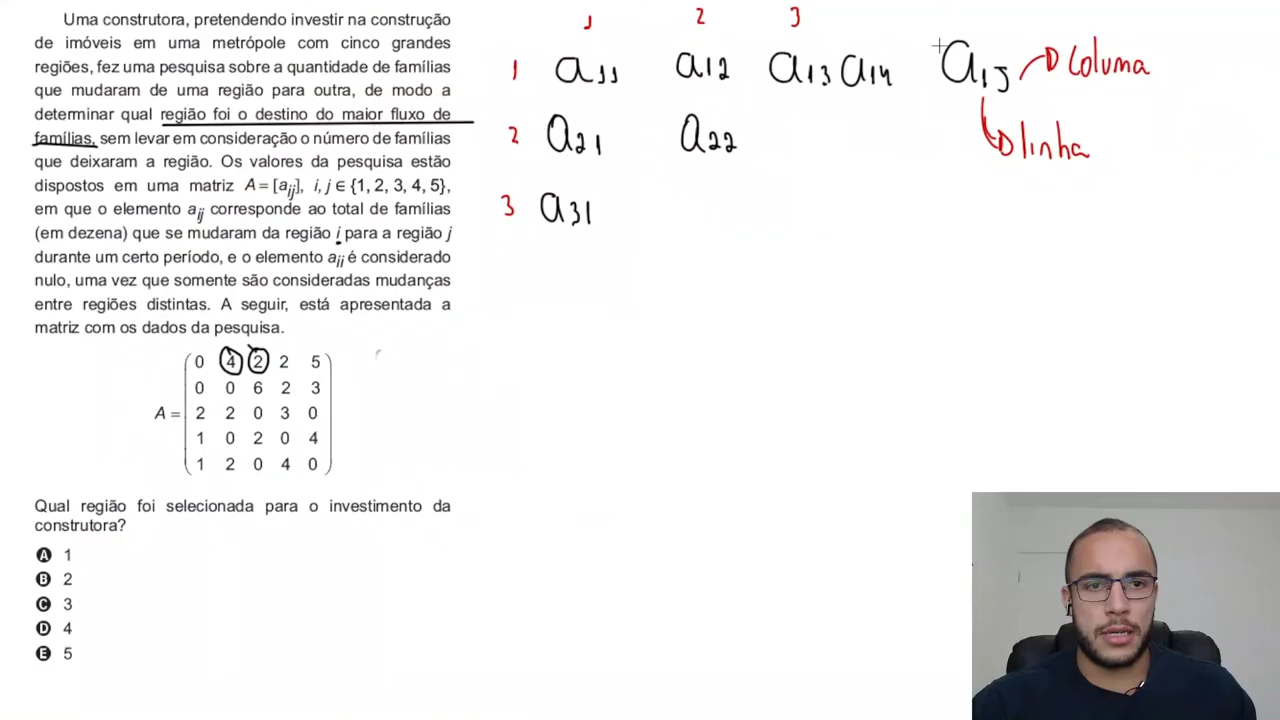 Uma construtora, pretendendo investir na construção
de imóveis em uma metrópole com cinco grandes
regiões, fez uma pesquisa sobre a quantidade de famílias
que mudaram de uma região para outra, de modo a
determinar qual região foi o destino do maior fluxo de
famílias, sem levar em consideração o número de famílias
que deixaram a região. Os valores da pesquisa estão
dispostos em uma matriz A = [aij], i, j ∈ {1, 2, 3, 4, 5},
em que o elemento aij corresponde ao total de famílias
(em dezena) que se mudaram da região i para a região j
durante um certo período, e o elemento aii é considerado
nulo, uma vez que somente são consideradas mudanças
entre regiões distintas. A seguir, está apresentada a
matriz com os dados da pesquisa.
A =
0 4 2 2 5
0 0 6 2 3
2 2 0 3 0
1 0 2 0 4
1 2 0 4 0
Qual região foi selecionada para o investimento da
construtora?
A 1
B 2
C 3
D 4
E 5
1 2 3
1 a11 a12 a13 a14 a15 coluna
2 a21 a22 linha
3 a31